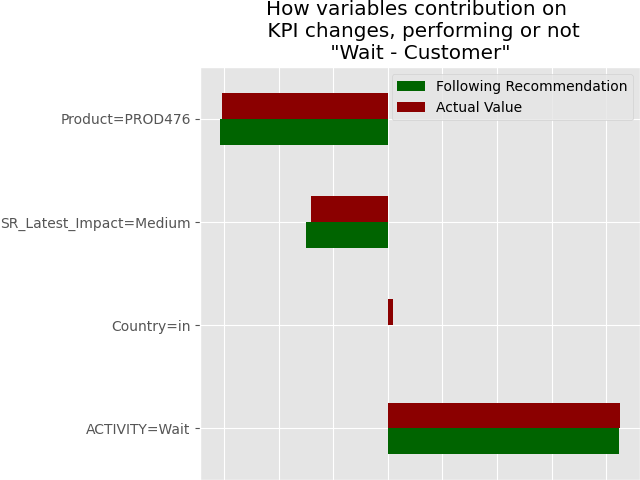 How variables contribution on
KPI changes, performing or not
"Wait - Customer"
Following Recommendation
Actual Value
Product=PROD476
SR_Latest_Impact=Medium
Country=in
ACTIVITY=Wait